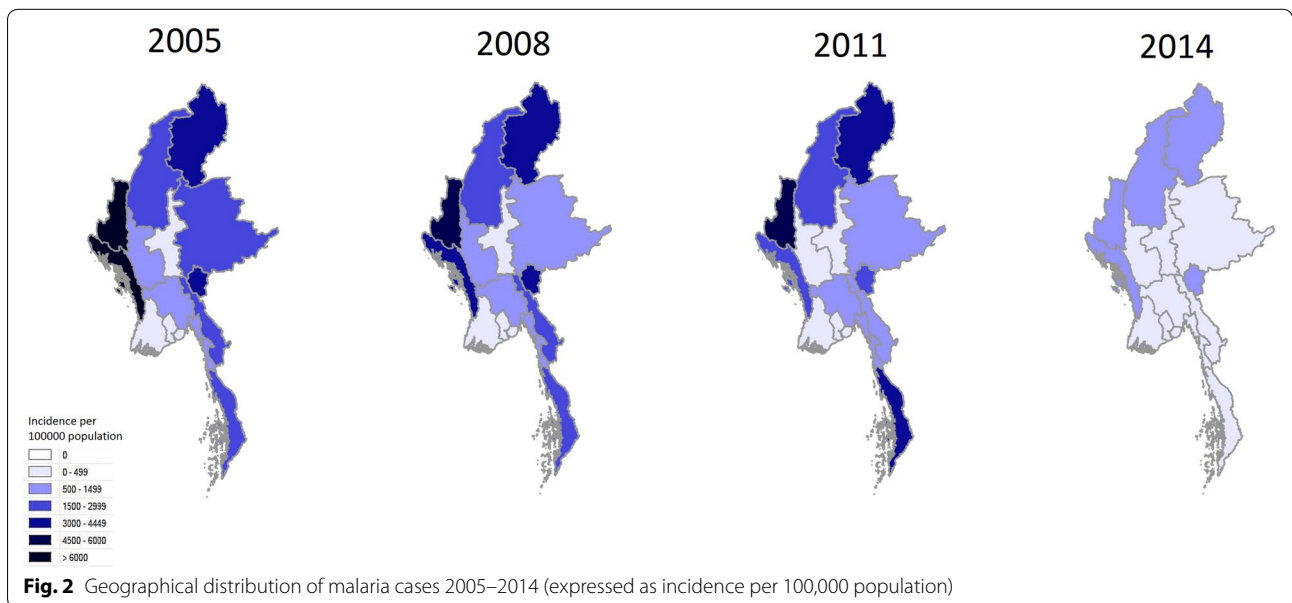 2005
2008
2011
2014
Incidence per
100000 population
0
0 - 499
500 - 1499
1500 - 2999
3000 - 4449
4500 - 6000
> 6000
Fig. 2 Geographical distribution of malaria cases 2005–2014 (expressed as incidence per 100,000 population)